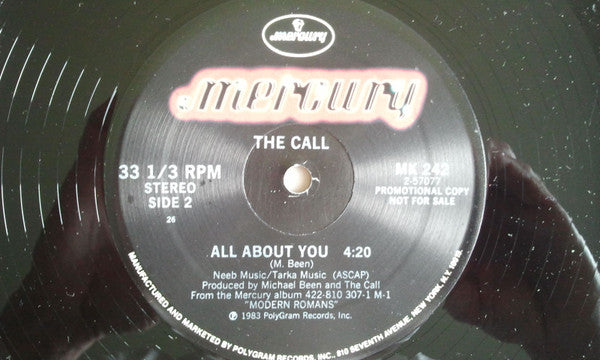 mercury
mercury
THE CALL
33 1/3 RPM
STEREO
SIDE 2
26
MK 242
2-57077
PROMOTIONAL COPY
NOT FOR SALE
ALL ABOUT YOU 4:20
(M. Been)
Neeb Music/Tarka Music (ASCAP)
Produced by Michael Been and The Call
From the Mercury album 422-810 307-1 M-1
"MODERN ROMANS"
℗ 1983 PolyGram Records, Inc.
MANUFACTURED AND MARKETED BY POLYGRAM RECORDS, INC., 810 SEVENTH AVENUE, NEW YORK, N.Y. 10019